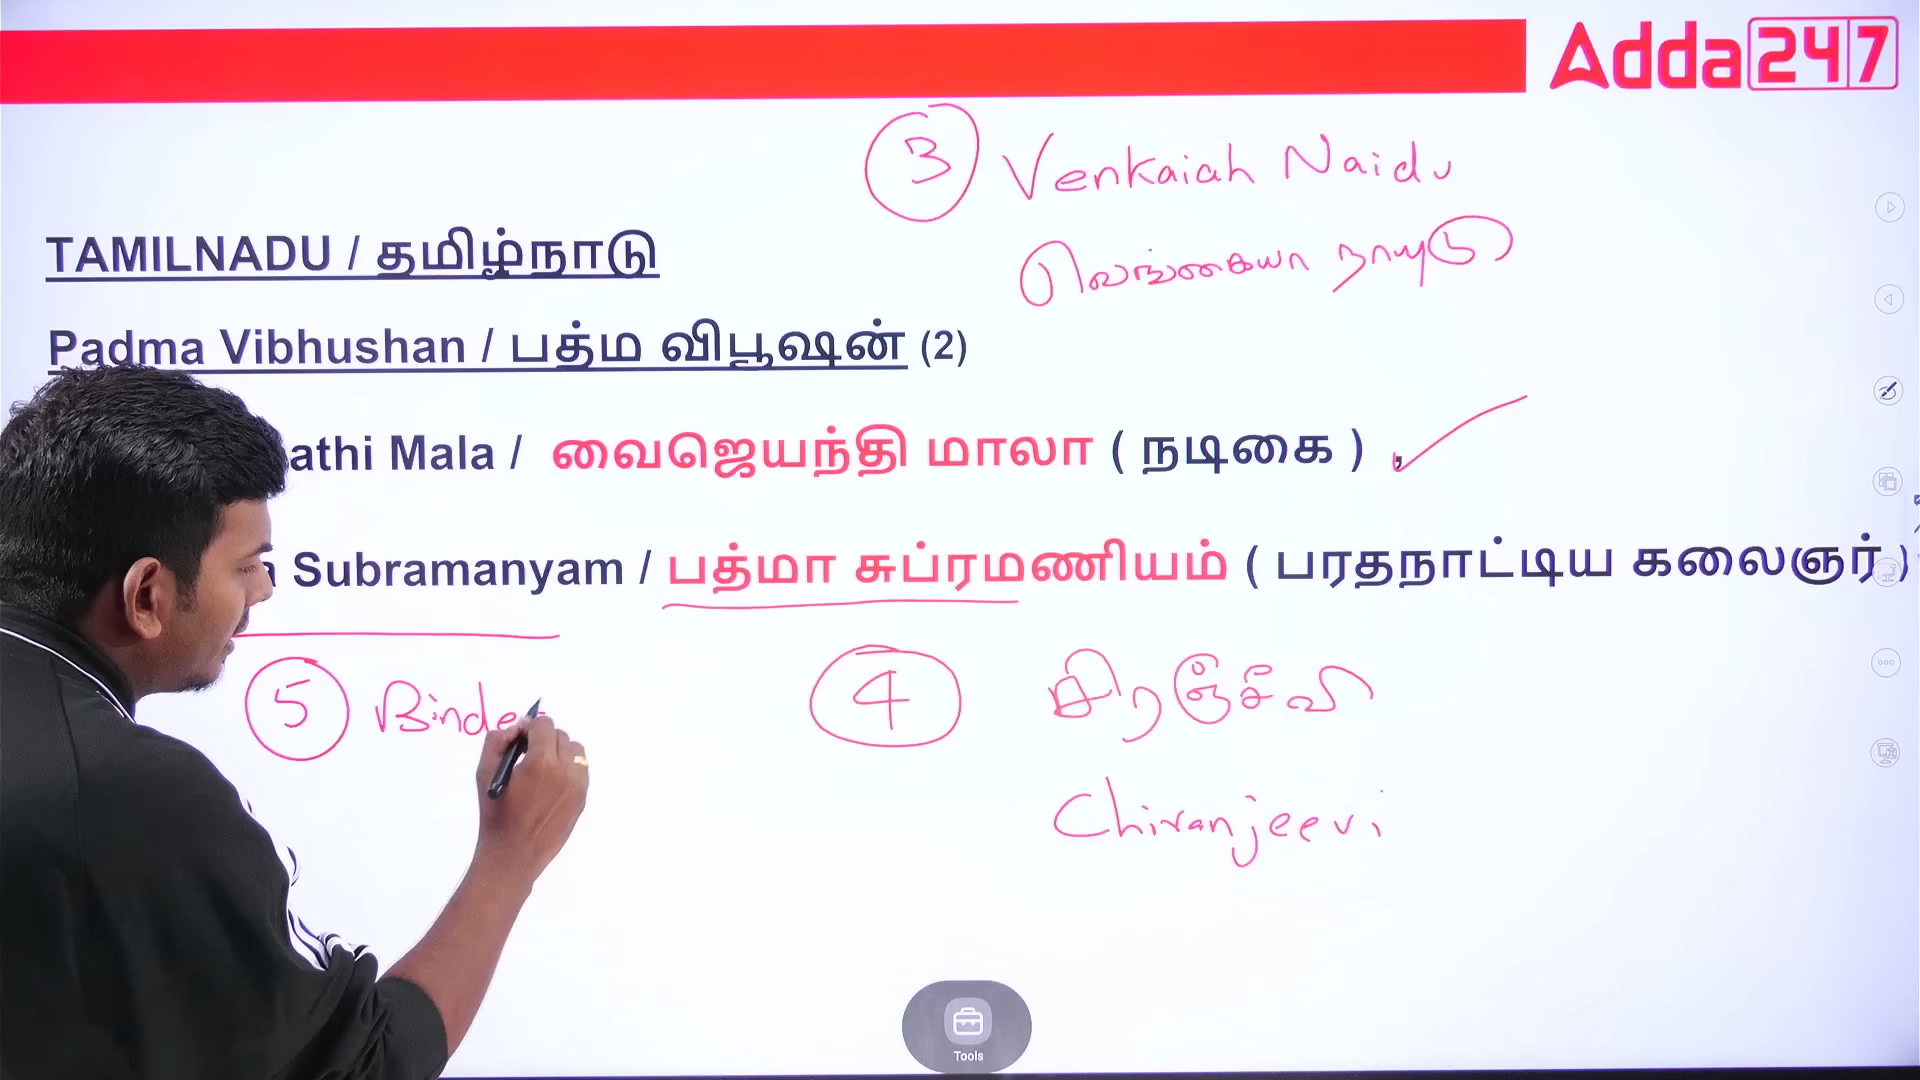 Adda247
3 Venkaiah Naidu
வெங்கையா நாயுடு
TAMILNADU / தமிழ்நாடு
Padma Vibhushan / பத்ம விபூஷன் (2)
athi Mala / வைஜெயந்தி மாலா ( நடிகை ) ,
Subramanyam / பத்மா சுப்ரமணியம் ( பரதநாட்டிய கலைஞர் )
5 Binde 4 சிரஞ்சீவி
Chiranjeevi
Tools